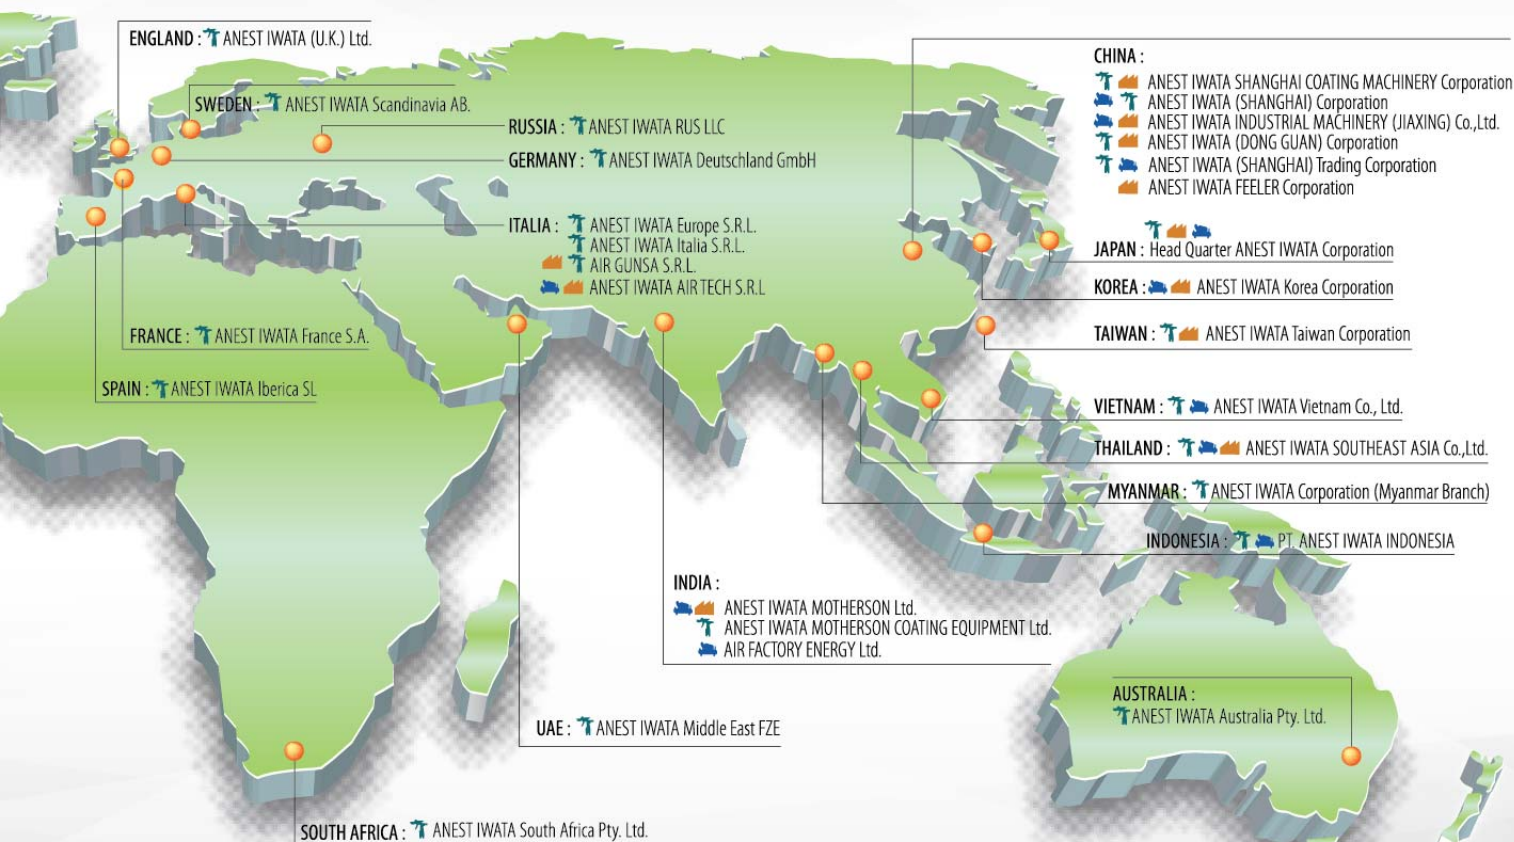 ENGLAND : ANEST IWATA (U.K.) Ltd.
SWEDEN : ANEST IWATA Scandinavia AB.
RUSSIA : ANEST IWATA RUS LLC
GERMANY : ANEST IWATA Deutschland GmbH
ITALIA : ANEST IWATA Europe S.R.L.
ANEST IWATA Italia S.R.L.
AIR GUNSA S.R.L.
ANEST IWATA AIR TECH S.R.L
FRANCE : ANEST IWATA France S.A.
SPAIN : ANEST IWATA Iberica SL
CHINA :
ANEST IWATA SHANGHAI COATING MACHINERY Corporation
ANEST IWATA (SHANGHAI) Corporation
ANEST IWATA INDUSTRIAL MACHINERY (JIAXING) Co.,Ltd.
ANEST IWATA (DONG GUAN) Corporation
ANEST IWATA (SHANGHAI) Trading Corporation
ANEST IWATA FEELER Corporation
JAPAN : Head Quarter ANEST IWATA Corporation
KOREA : ANEST IWATA Korea Corporation
TAIWAN : ANEST IWATA Taiwan Corporation
VIETNAM : ANEST IWATA Vietnam Co., Ltd.
THAILAND : ANEST IWATA SOUTHEAST ASIA Co.,Ltd.
MYANMAR : ANEST IWATA Corporation (Myanmar Branch)
INDONESIA : PT. ANEST IWATA INDONESIA
INDIA :
ANEST IWATA MOTHERSON Ltd.
ANEST IWATA MOTHERSON COATING EQUIPMENT Ltd.
AIR FACTORY ENERGY Ltd.
AUSTRALIA :
ANEST IWATA Australia Pty. Ltd.
UAE : ANEST IWATA Middle East FZE
SOUTH AFRICA : ANEST IWATA South Africa Pty. Ltd.